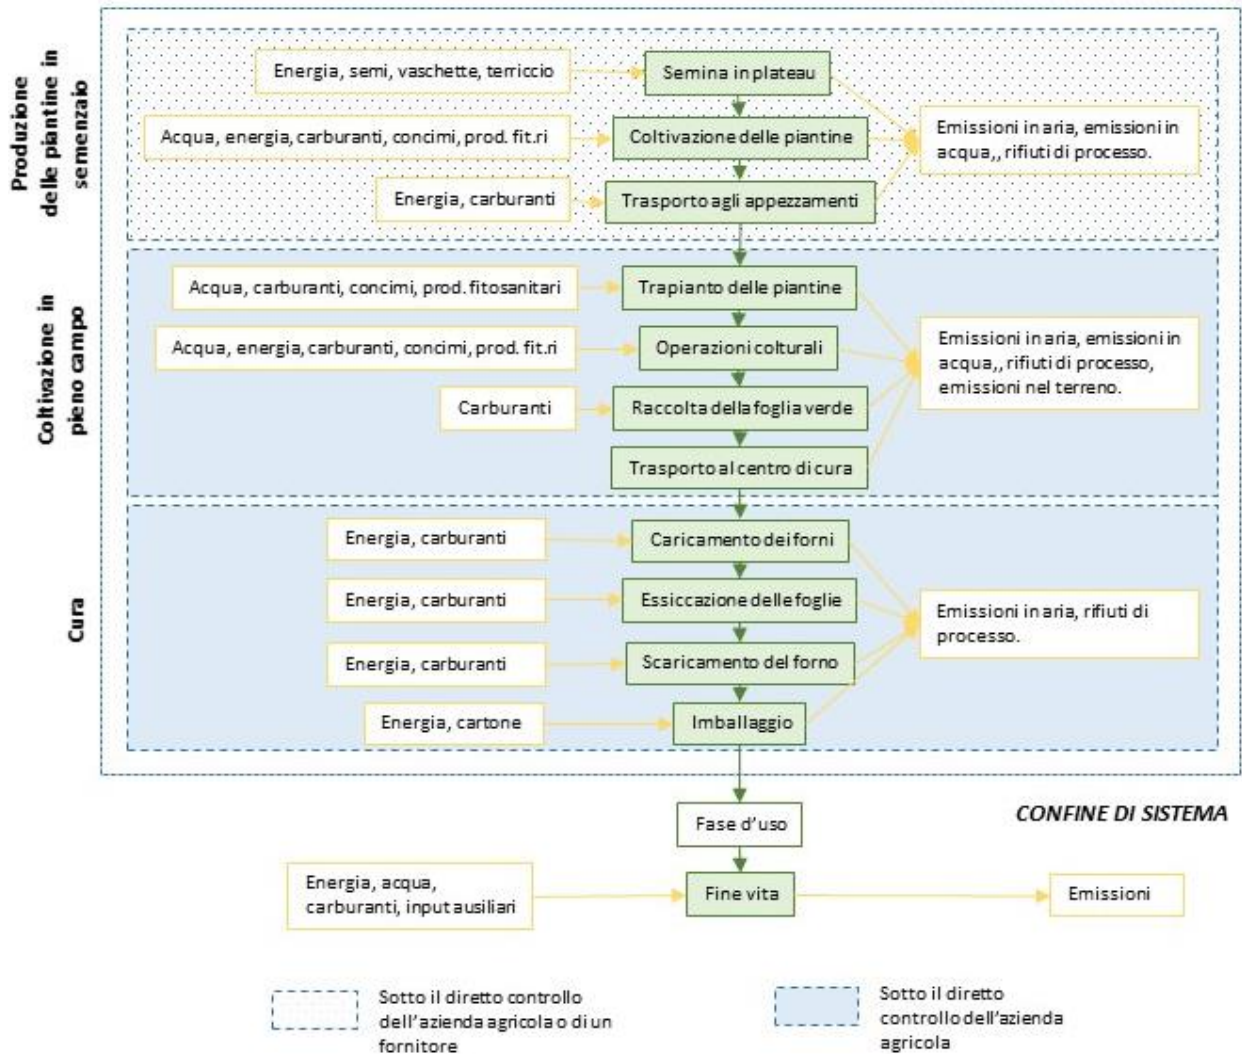 Produzione
delle piantine in
semenzaio
Energia, semi, vaschette, terriccio
Semina in plateau
Acqua, energia, carburanti, concimi, prod. fit.ri
Coltivazione delle piantine
Emissioni in aria, emissioni in
acqua,, rifiuti di processo.
Energia, carburanti
Trasporto agli appezzamenti
Coltivazione in
pieno campo
Acqua, carburanti, concimi, prod. fitosanitari
Trapianto delle piantine
Acqua, energia, carburanti, concimi, prod. fit.ri
Operazioni colturali
Emissioni in aria, emissioni in
acqua,, rifiuti di processo,
emissioni nel terreno.
Carburanti
Raccolta della foglia verde
Trasporto al centro di cura
Cura
Energia, carburanti
Caricamento dei forni
Energia, carburanti
Essiccazione delle foglie
Emissioni in aria, rifiuti di
processo.
Energia, carburanti
Scaricamento del forno
Energia, cartone
Imballaggio
Fase d'uso
CONFINE DI SISTEMA
Energia, acqua,
carburanti, input ausiliari
Fine vita
Emissioni
Sotto il diretto controllo
dell'azienda agricola o di un
fornitore
Sotto il diretto
controllo dell'azienda
agricola